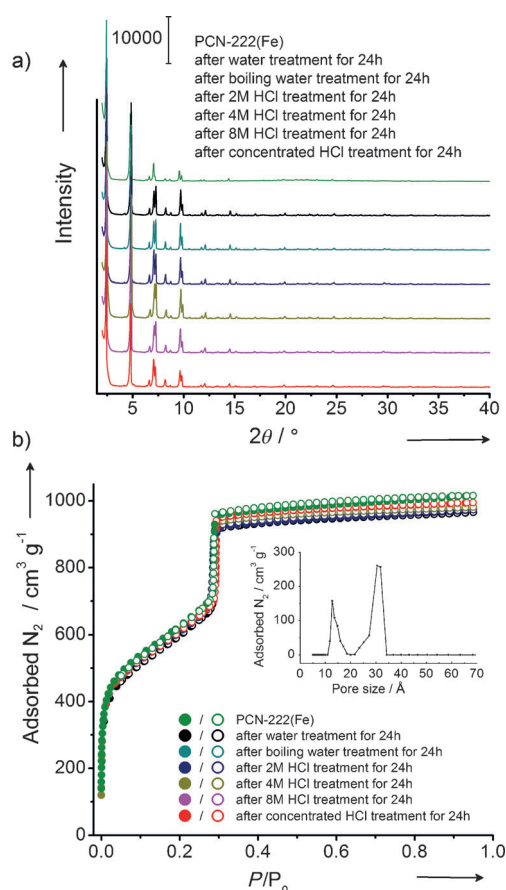 a)
10000
PCN-222(Fe)
after water treatment for 24h
after boiling water treatment for 24h
after 2M HCl treatment for 24h
after 4M HCl treatment for 24h
after 8M HCl treatment for 24h
after concentrated HCl treatment for 24h
Intensity
5 10 15 20 25 30 35 40
2θ / °
b)
Adsorbed N₂ / cm³ g⁻¹
1000
800
600
400
200
0
Adsorbed N₂ / cm³ g⁻¹
300
200
100
0
0 10 20 30 40 50 60 70
Pore size / Å
/ PCN-222(Fe)
/ after water treatment for 24h
/ after boiling water treatment for 24h
/ after 2M HCl treatment for 24h
/ after 4M HCl treatment for 24h
/ after 8M HCl treatment for 24h
/ after concentrated HCl treatment for 24h
0.0 0.2 0.4 0.6 0.8 1.0
P/P₀